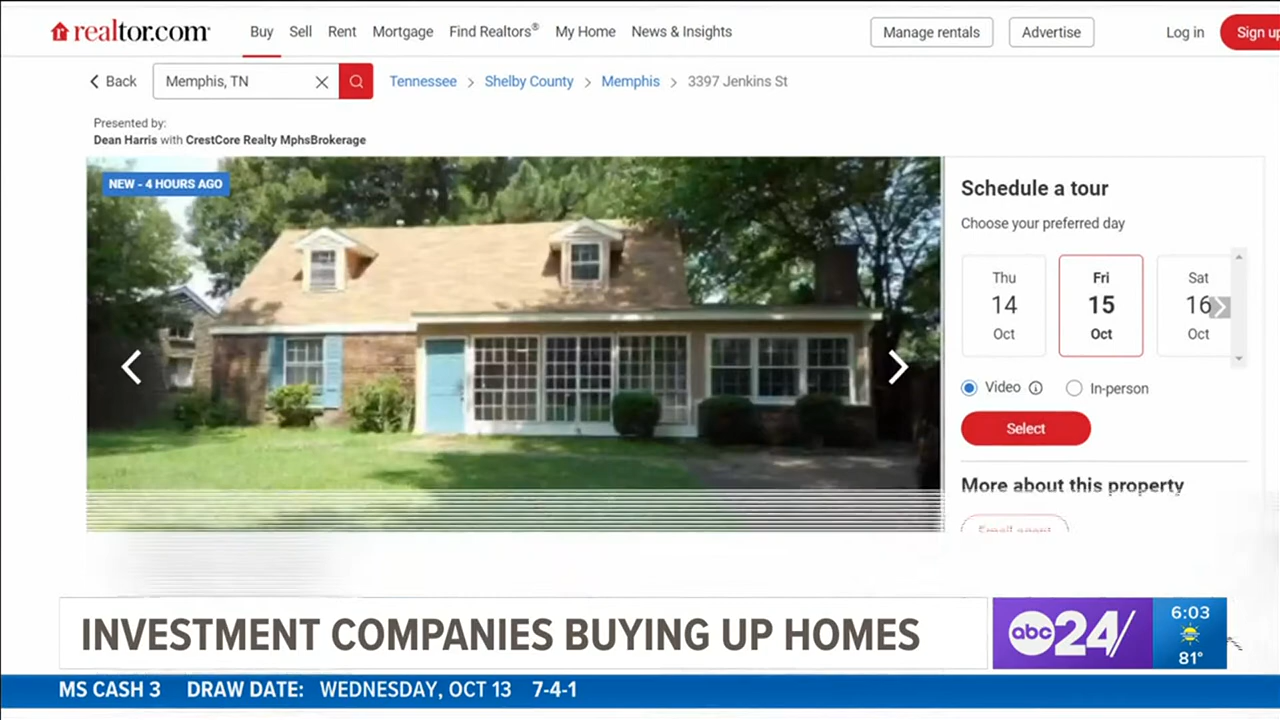 realtor.com
Buy Sell Rent Mortgage Find Realtors® My Home News & Insights Manage rentals Advertise Log in Sign up
Back Memphis, TN Tennessee > Shelby County > Memphis > 3397 Jenkins St
Presented by:
Dean Harris with CrestCore Realty MphsBrokerage
NEW - 4 HOURS AGO
Schedule a tour
Choose your preferred day
Thu Fri Sat
14 15 16
Oct Oct Oct
Video In-person
Select
More about this property
Email agent
INVESTMENT COMPANIES BUYING UP HOMES
abc 24
6:03
81°
MS CASH 3 DRAW DATE: WEDNESDAY, OCT 13 7-4-1